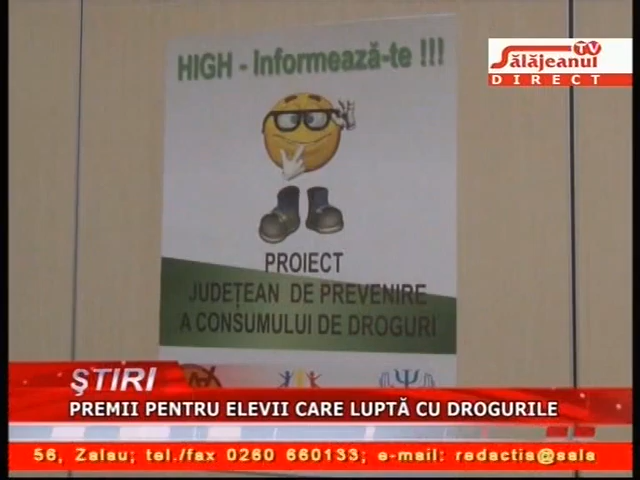 HIGH - Informează-te !!!
Sălăjeanul TV
DIRECT
PROIECT
JUDEȚEAN DE PREVENIRE
A CONSUMULUI DE DROGURI
ŞTIRI
PREMII PENTRU ELEVII CARE LUPTĂ CU DROGURILE
56, Zalau; tel./fax 0260 660133; e-mail: redactia@sala